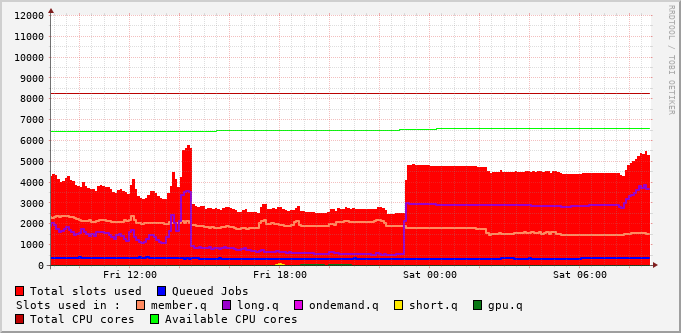 12000
11000
10000
9000
8000
7000
6000
5000
4000
3000
2000
1000
0
Fri 12:00 Fri 18:00 Sat 00:00 Sat 06:00
RRDTOOL / TOBI OETIKER
Total slots used Queued Jobs
Slots used in : member.q long.q ondemand.q short.q gpu.q
Total CPU cores Available CPU cores